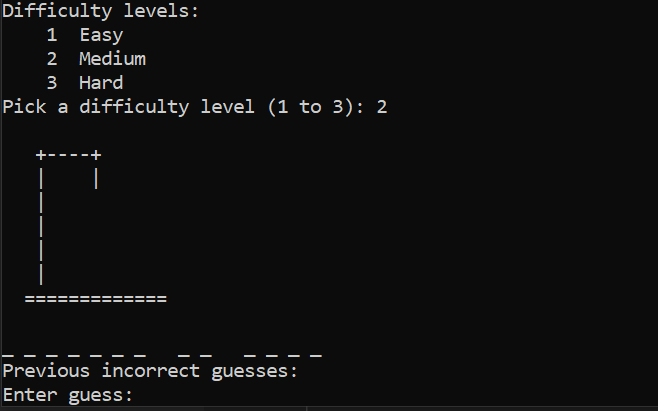 Difficulty levels:
    1  Easy
    2  Medium
    3  Hard
Pick a difficulty level (1 to 3): 2

   +----+
   |    |
   |
   |
   |
   |
  =============

_ _ _ _ _ _ _   _ _   _ _ _ _
Previous incorrect guesses:
Enter guess: